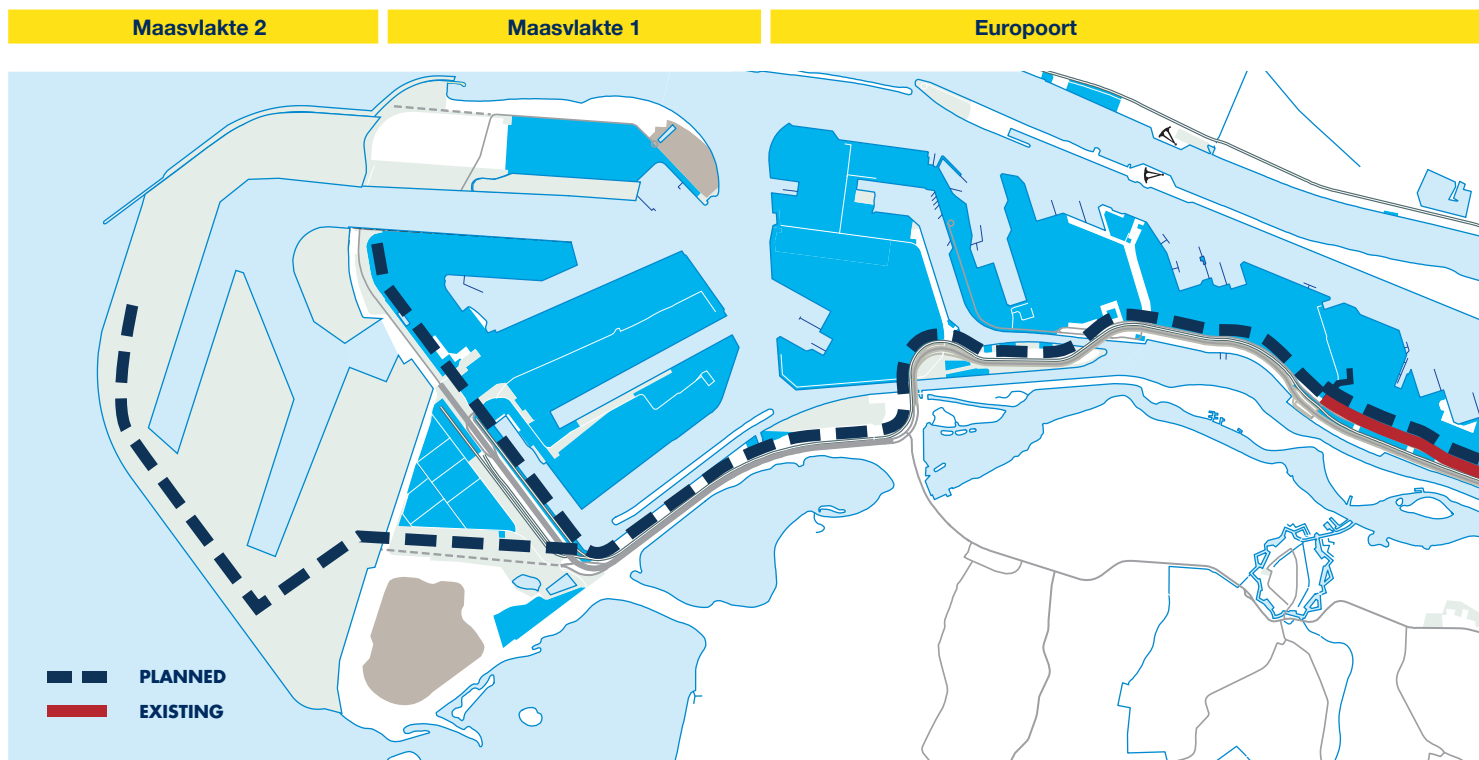 Maasvlakte 2
Maasvlakte 1
Europoort
PLANNED
EXISTING